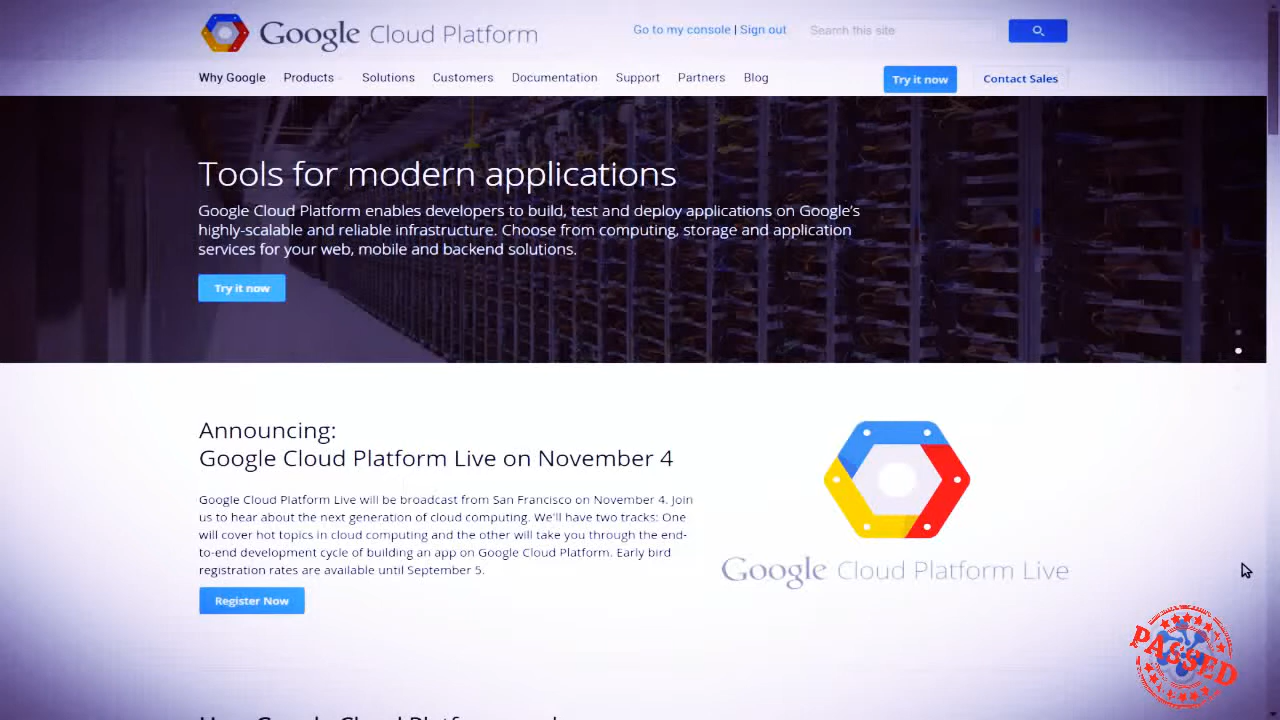 Google Cloud Platform
Go to my console | Sign out
Search this site
Why Google Products Solutions Customers Documentation Support Partners Blog
Try it now
Contact Sales
Tools for modern applications
Google Cloud Platform enables developers to build, test and deploy applications on Google's
highly-scalable and reliable infrastructure. Choose from computing, storage and application
services for your web, mobile and backend solutions.
Try it now
Announcing:
Google Cloud Platform Live on November 4
Google Cloud Platform Live will be broadcast from San Francisco on November 4. Join
us to hear about the next generation of cloud computing. We'll have two tracks: One
will cover hot topics in cloud computing and the other will take you through the end-
to-end development cycle of building an app on Google Cloud Platform. Early bird
registration rates are available until September 5.
Register Now
Google Cloud Platform Live
PASSED